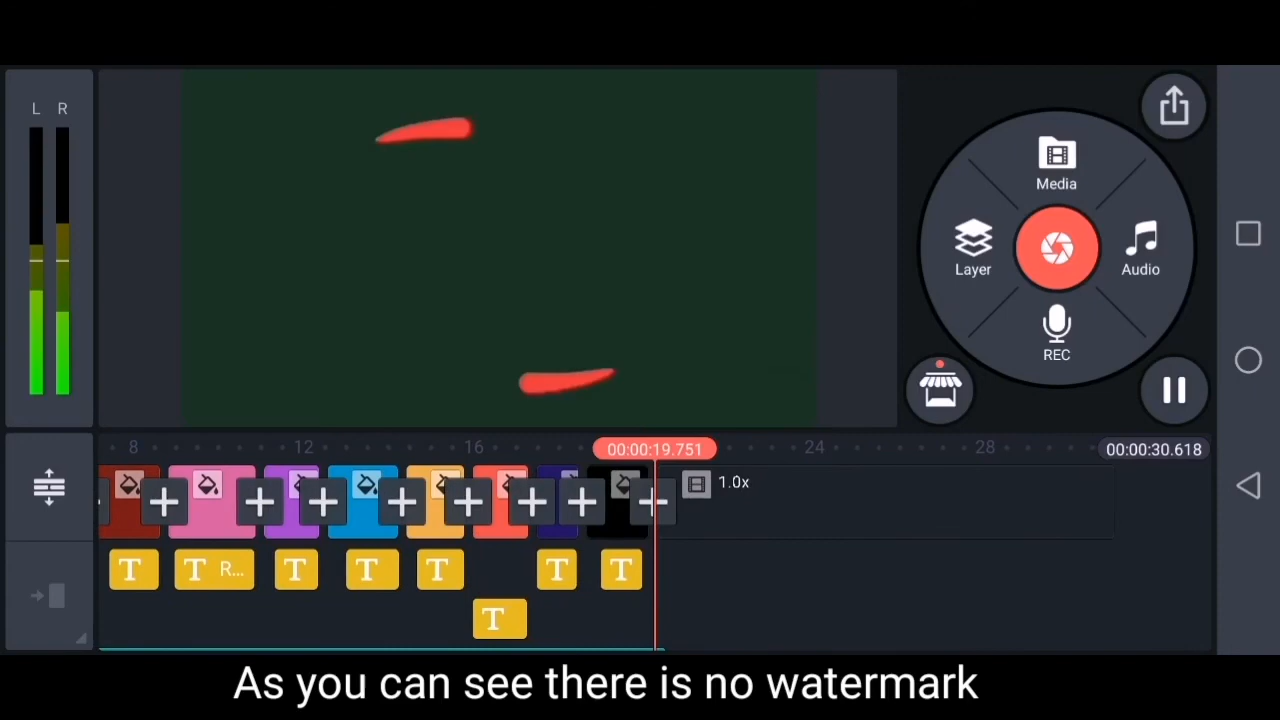 L R
Media
Layer
Audio
REC
8 12 16 00:00:19.751 24 28 00:00:30.618
1.0x
T T R... T T T T T
T
As you can see there is no watermark